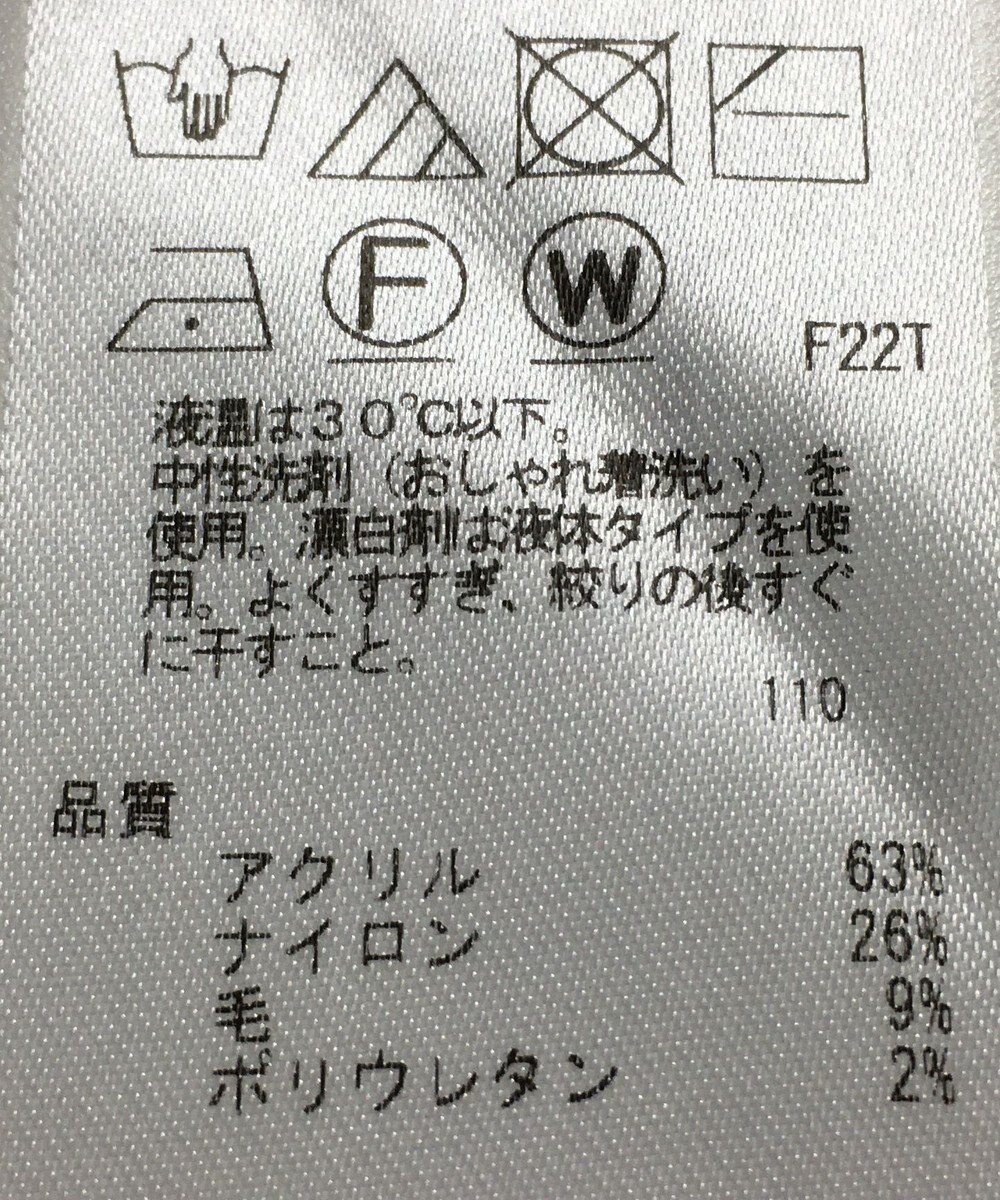 F W
F22T
液温は30℃以下。
中性洗剤(おしゃれ着洗い)を
使用。漂白剤は液体タイプを使
用。よくすすぎ、絞りの後すぐ
に干すこと。
110
品質
アクリル 63%
ナイロン 26%
毛 9%
ポリウレタン 2%